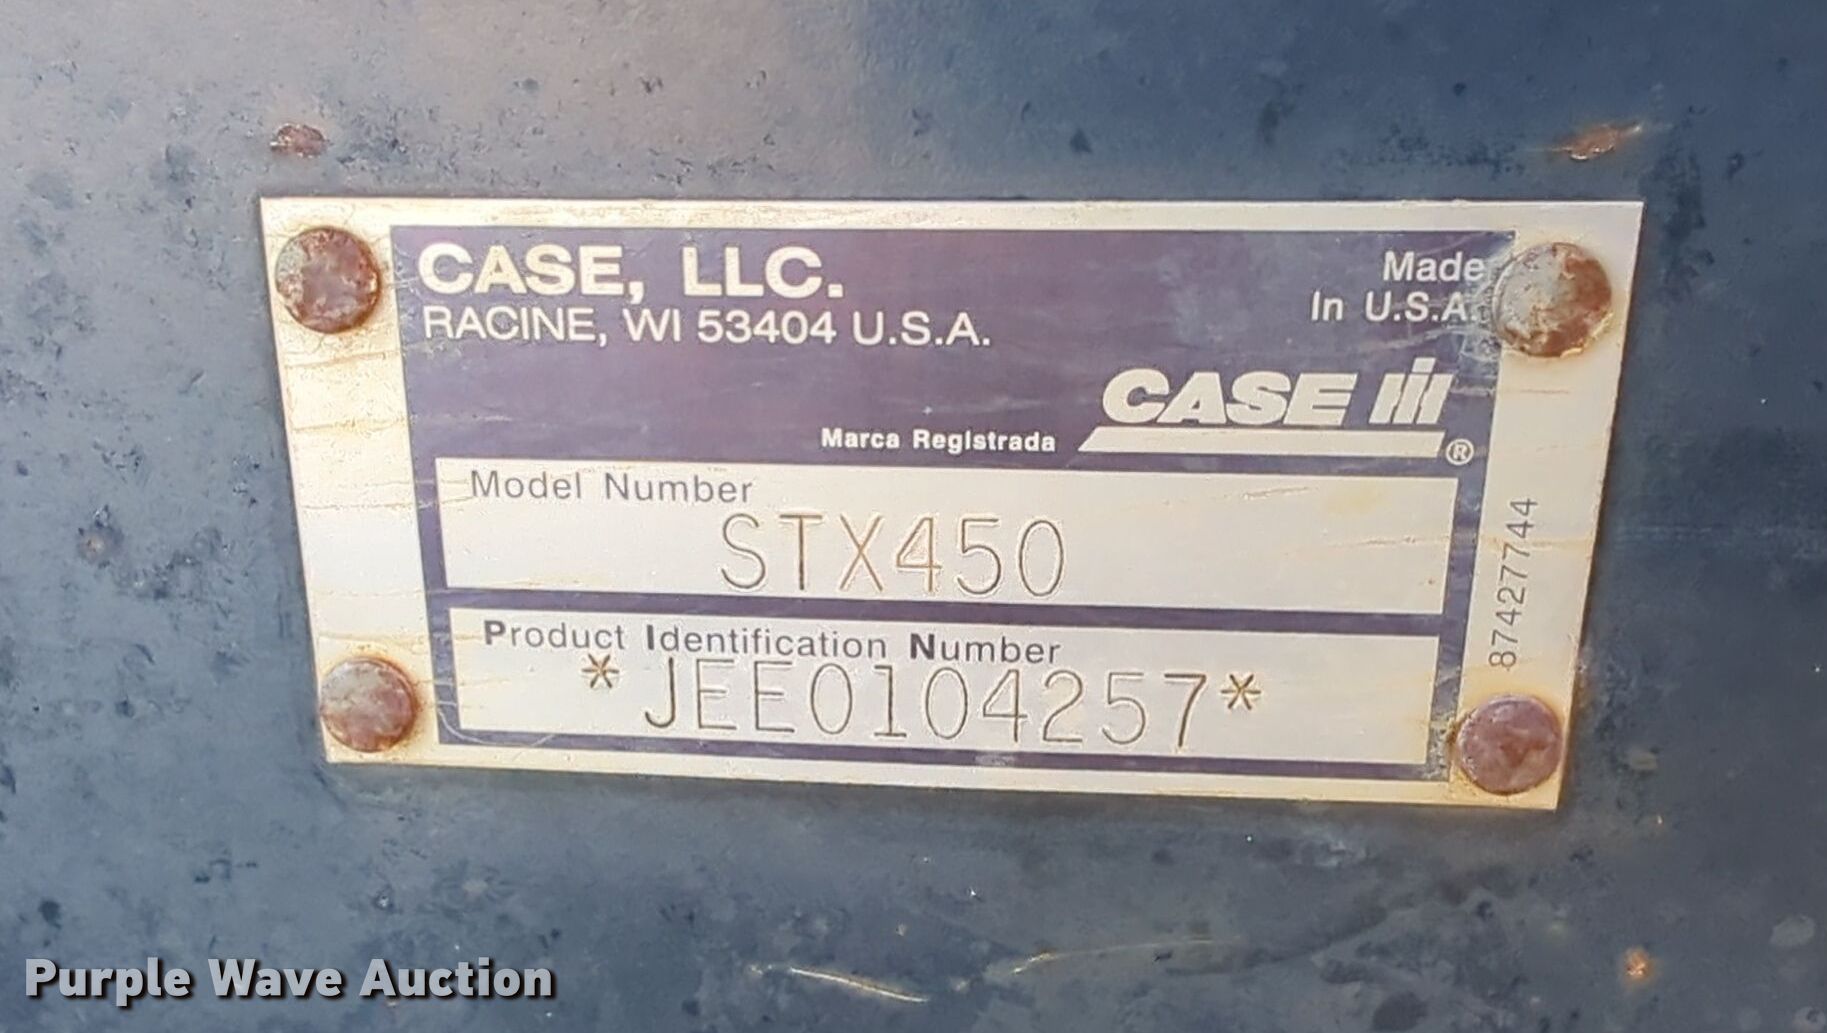 CASE, LLC.
RACINE, WI 53404 U.S.A.
Made
In U.S.A.
CASE IH
Marca Registrada ®
Model Number
STX450
Product Identification Number
*JEE0104257*
87427744
Purple Wave Auction